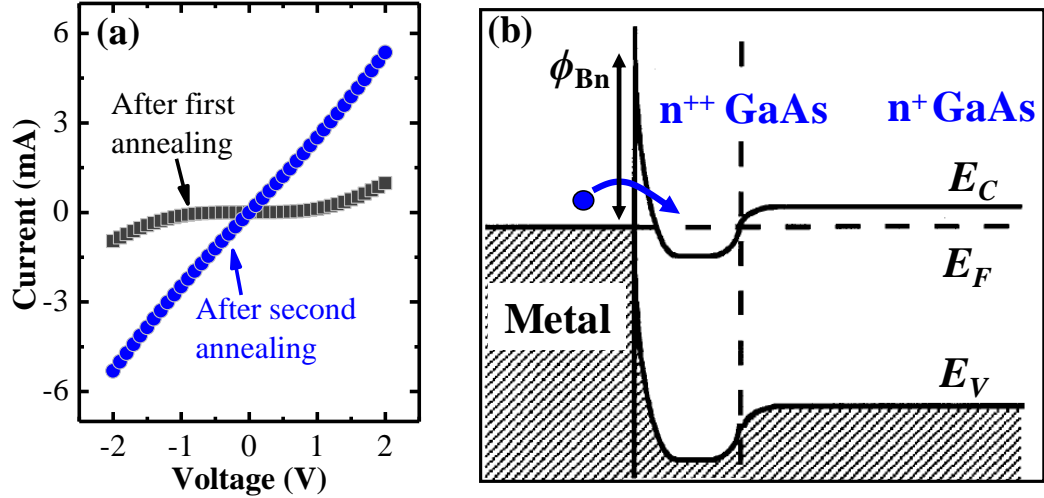 (a)
6
3
0
-3
-6
-2
-1
0
1
2
Current (mA)
Voltage (V)
After first
annealing
After second
annealing
(b)
ϕBn
n++ GaAs
n+ GaAs
EC
EF
EV
Metal